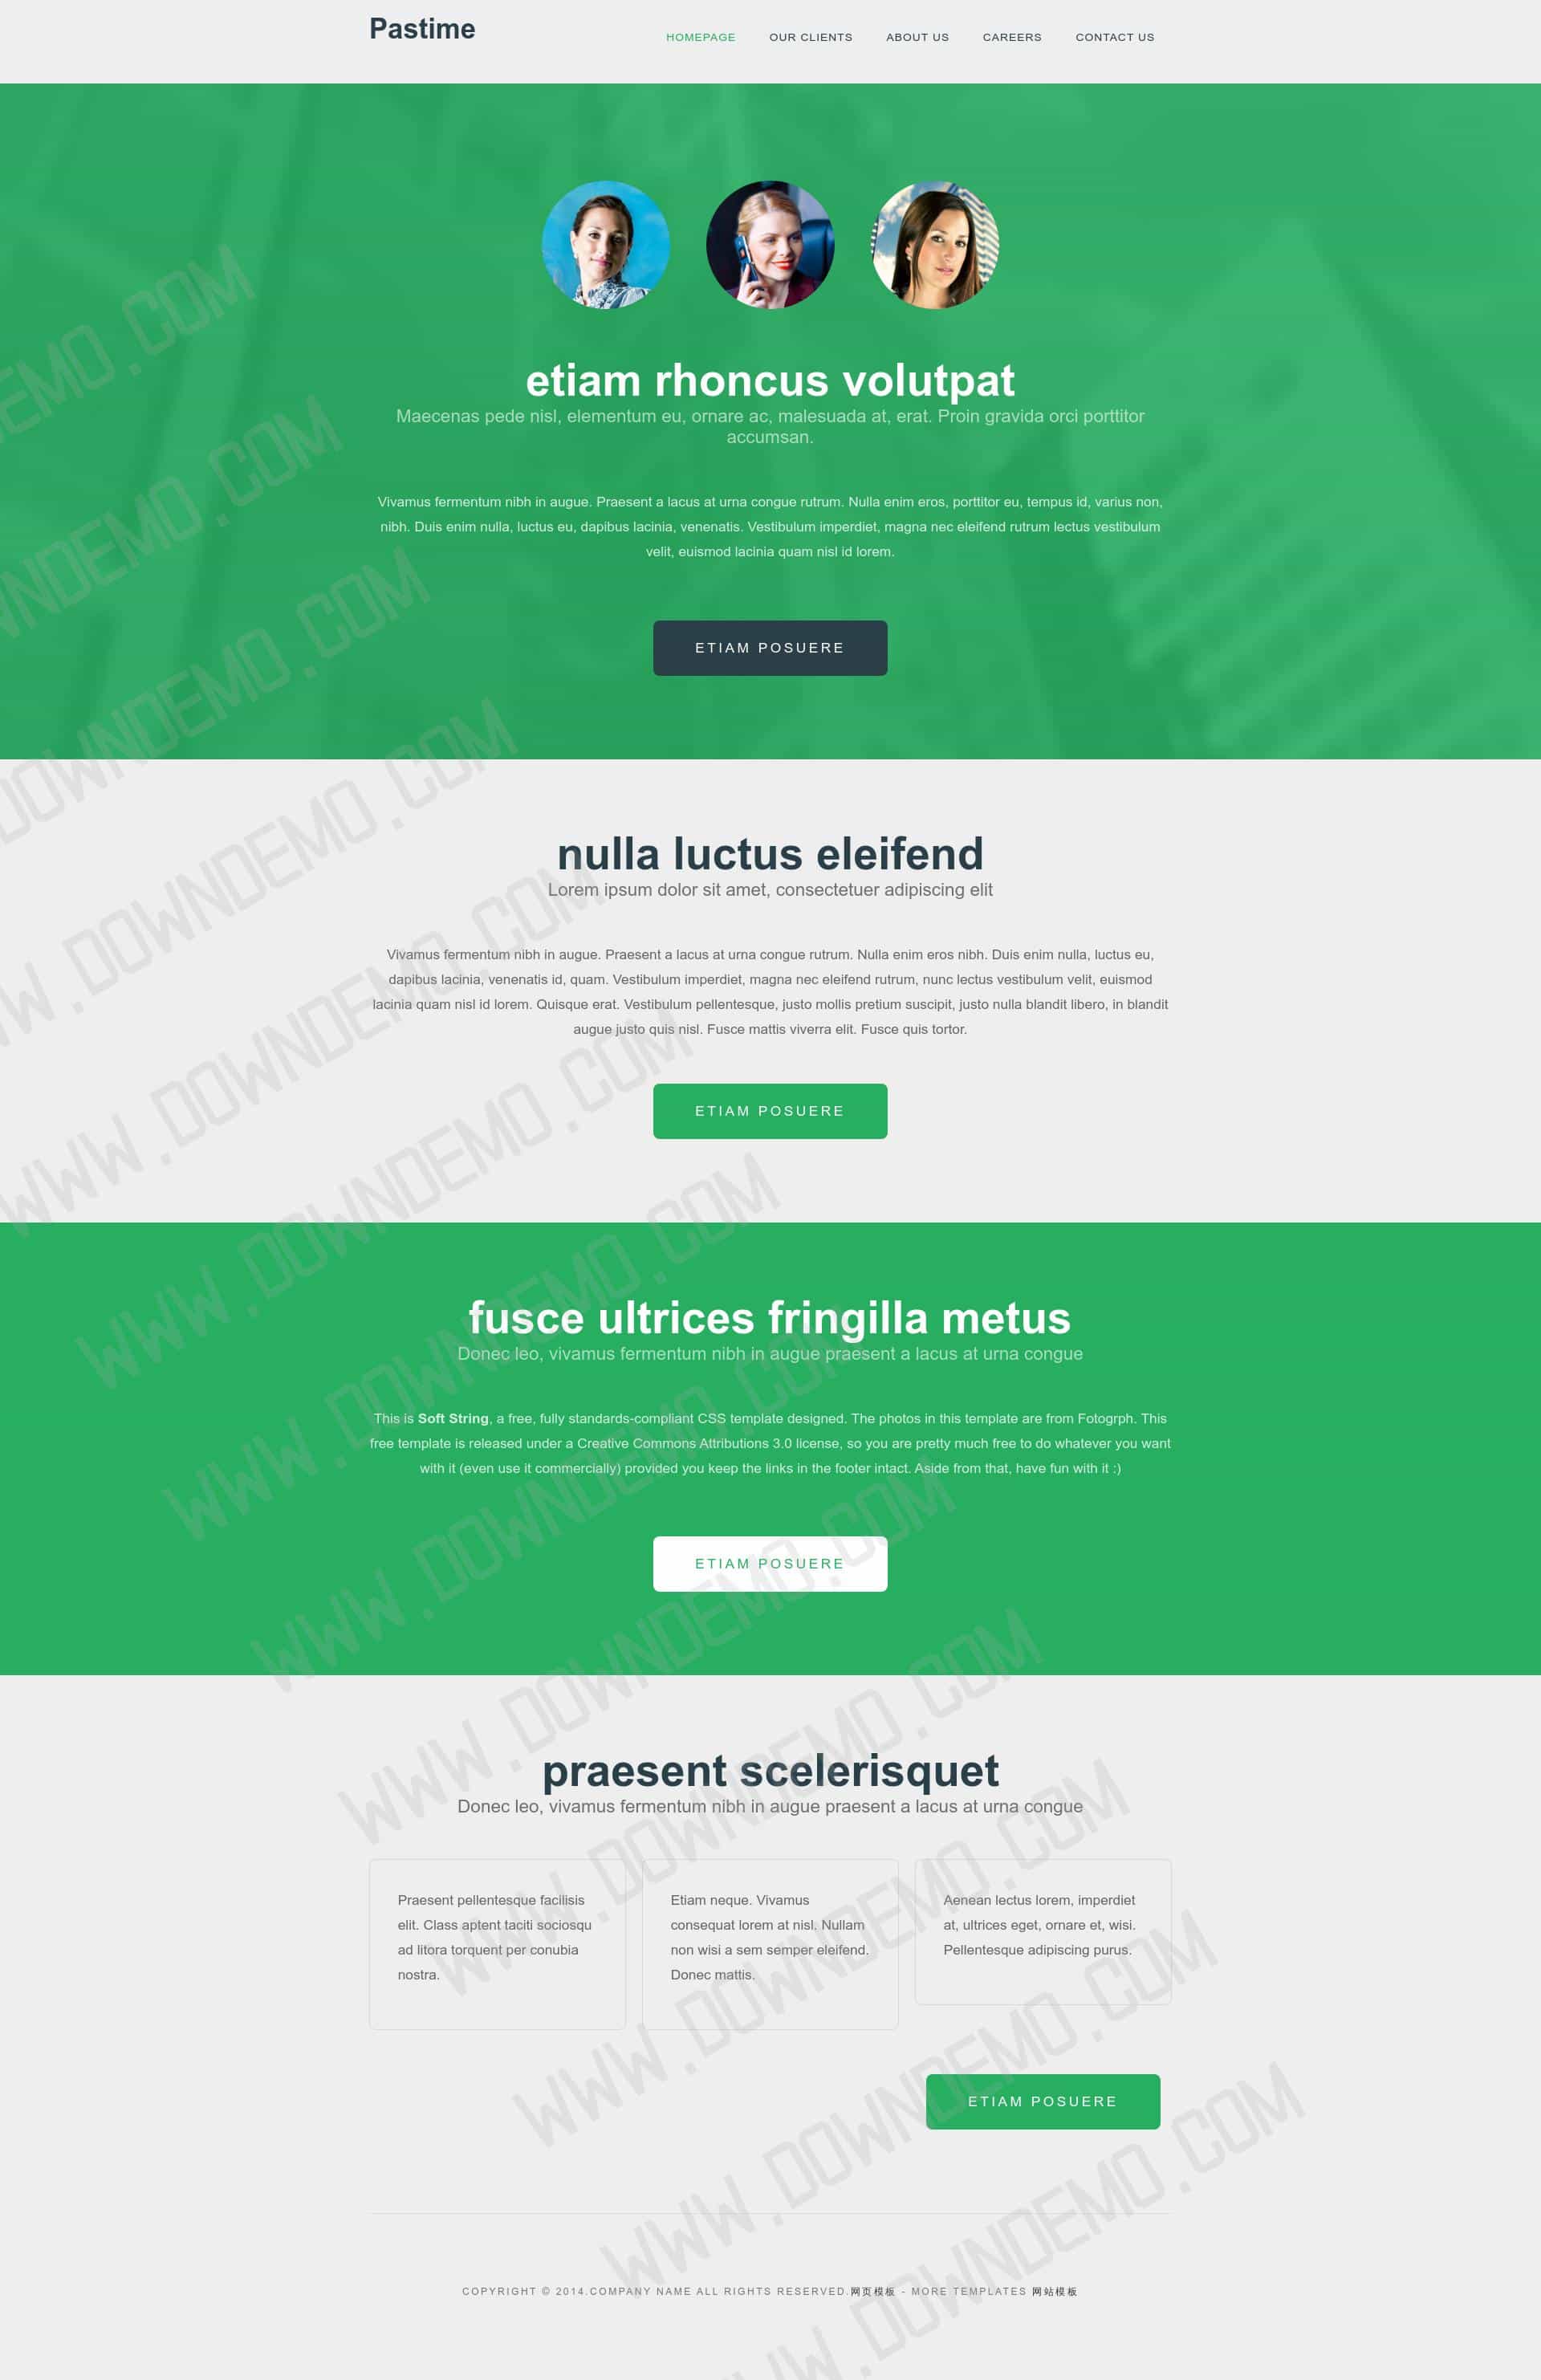 Pastime
HOMEPAGE OUR CLIENTS ABOUT US CAREERS CONTACT US
etiam rhoncus volutpat
Maecenas pede nisl, elementum eu, ornare ac, malesuada at, erat. Proin gravida orci porttitor
accumsan.
Vivamus fermentum nibh in augue. Praesent a lacus at urna congue rutrum. Nulla enim eros, porttitor eu, tempus id, varius non,
nibh. Duis enim nulla, luctus eu, dapibus lacinia, venenatis. Vestibulum imperdiet, magna nec eleifend rutrum lectus vestibulum
velit, euismod lacinia quam nisl id lorem.
ETIAM POSUERE
nulla luctus eleifend
Lorem ipsum dolor sit amet, consectetuer adipiscing elit
Vivamus fermentum nibh in augue. Praesent a lacus at urna congue rutrum. Nulla enim eros nibh. Duis enim nulla, luctus eu,
dapibus lacinia, venenatis id, quam. Vestibulum imperdiet, magna nec eleifend rutrum, nunc lectus vestibulum velit, euismod
lacinia quam nisl id lorem. Quisque erat. Vestibulum pellentesque, justo mollis pretium suscipit, justo nulla blandit libero, in blandit
augue justo quis nisl. Fusce mattis viverra elit. Fusce quis tortor.
ETIAM POSUERE
fusce ultrices fringilla metus
Donec leo, vivamus fermentum nibh in augue praesent a lacus at urna congue
This is Soft String, a free, fully standards-compliant CSS template designed. The photos in this template are from Fotogrph. This
free template is released under a Creative Commons Attributions 3.0 license, so you are pretty much free to do whatever you want
with it (even use it commercially) provided you keep the links in the footer intact. Aside from that, have fun with it :)
ETIAM POSUERE
praesent scelerisquet
Donec leo, vivamus fermentum nibh in augue praesent a lacus at urna congue
Praesent pellentesque facilisis
elit. Class aptent taciti sociosqu
ad litora torquent per conubia
nostra.
Etiam neque. Vivamus
consequat lorem at nisl. Nullam
non wisi a sem semper eleifend.
Donec mattis.
Aenean lectus lorem, imperdiet
at, ultrices eget, ornare et, wisi.
Pellentesque adipiscing purus.
ETIAM POSUERE
COPYRIGHT © 2014.COMPANY NAME ALL RIGHTS RESERVED.网页模板 - MORE TEMPLATES 网站模板
WWW.DOWNDEMO.COM